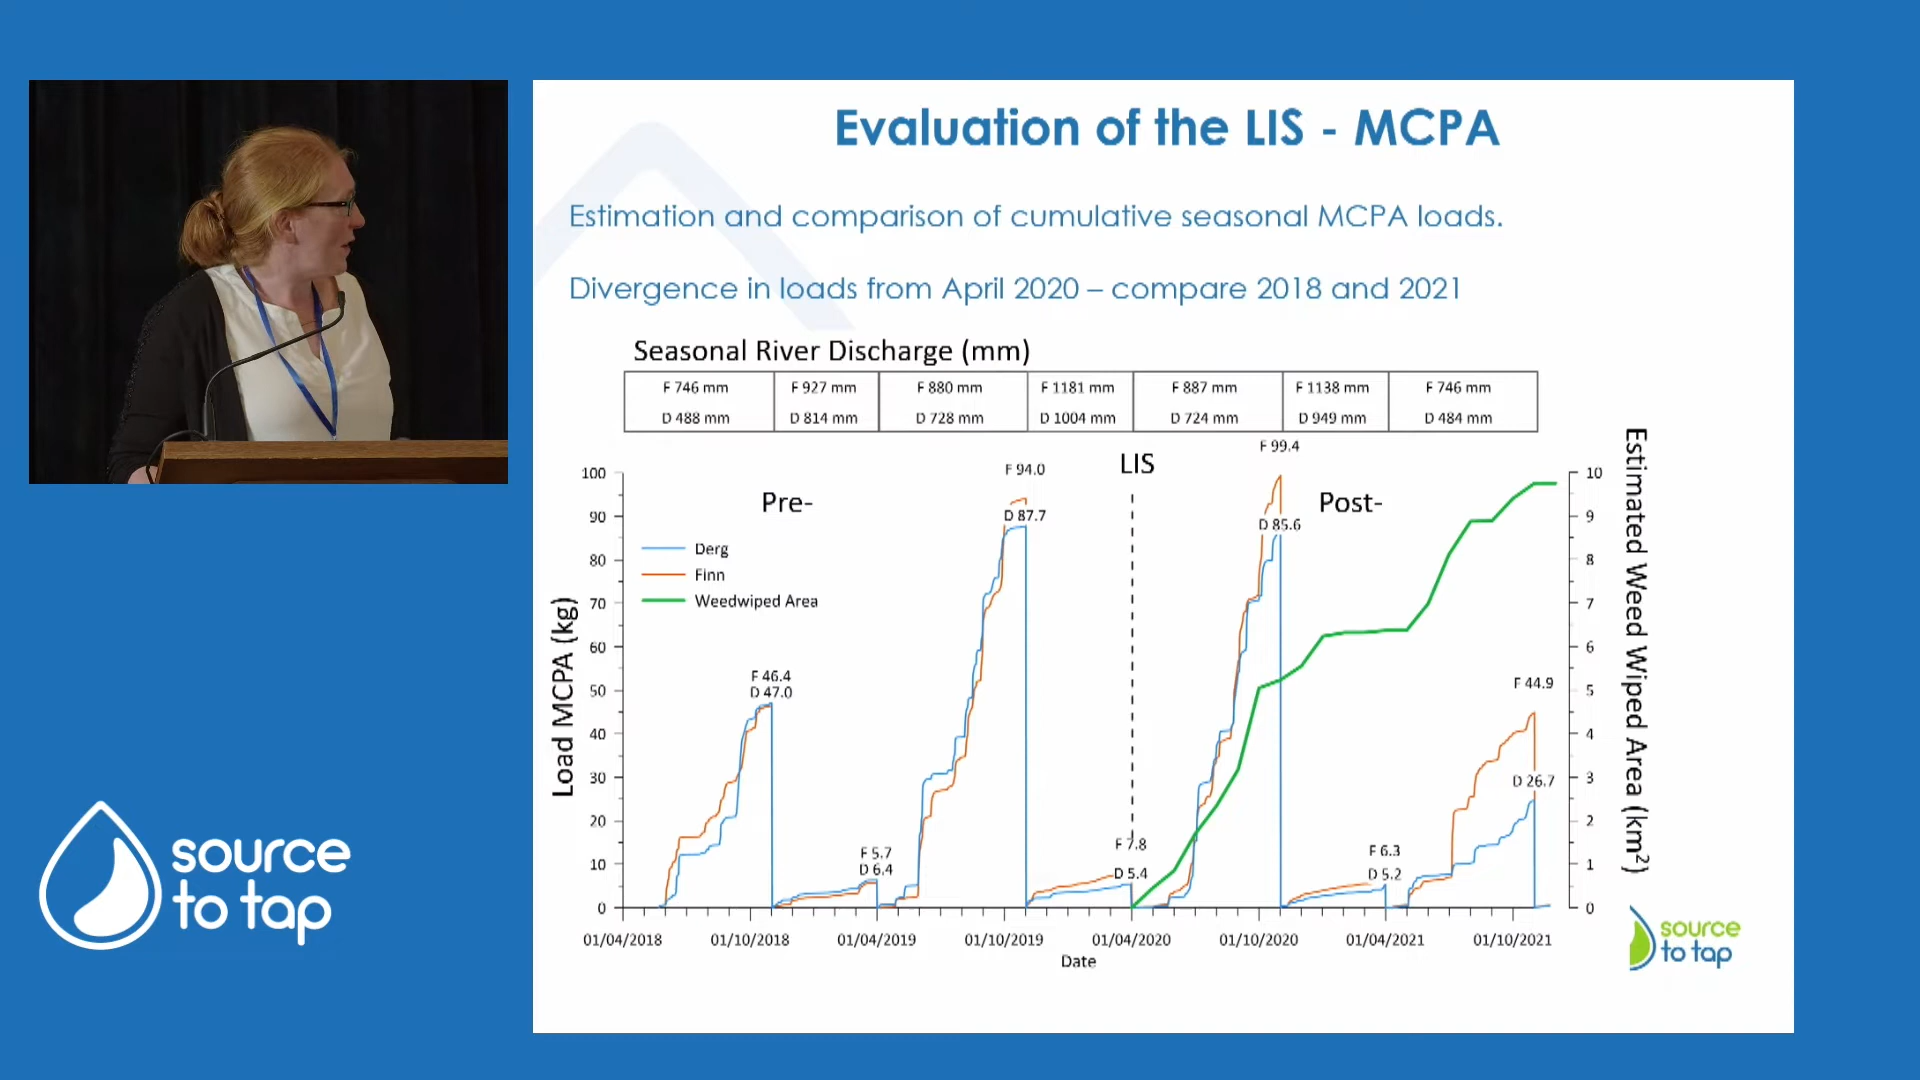 Evaluation of the LIS - MCPA
Estimation and comparison of cumulative seasonal MCPA loads.
Divergence in loads from April 2020 – compare 2018 and 2021
Seasonal River Discharge (mm)
F 746 mm F 927 mm F 880 mm F 1181 mm F 887 mm F 1138 mm F 746 mm
D 488 mm D 814 mm D 728 mm D 1004 mm D 724 mm D 949 mm D 484 mm
Load MCPA (kg)
100
90
80
70
60
50
40
30
20
10
0
Pre-
LIS
Post-
Derg
Finn
Weedwiped Area
F 46.4
D 47.0
F 5.7
D 6.4
F 94.0
D 87.7
F 7.8
D 5.4
F 99.4
D 85.6
F 6.3
D 5.2
F 44.9
D 26.7
10
9
8
7
6
5
4
3
2
1
0
Estimated Weed Wiped Area (km²)
01/04/2018 01/10/2018 01/04/2019 01/10/2019 01/04/2020 01/10/2020 01/04/2021 01/10/2021
Date
source
to tap
source
to tap